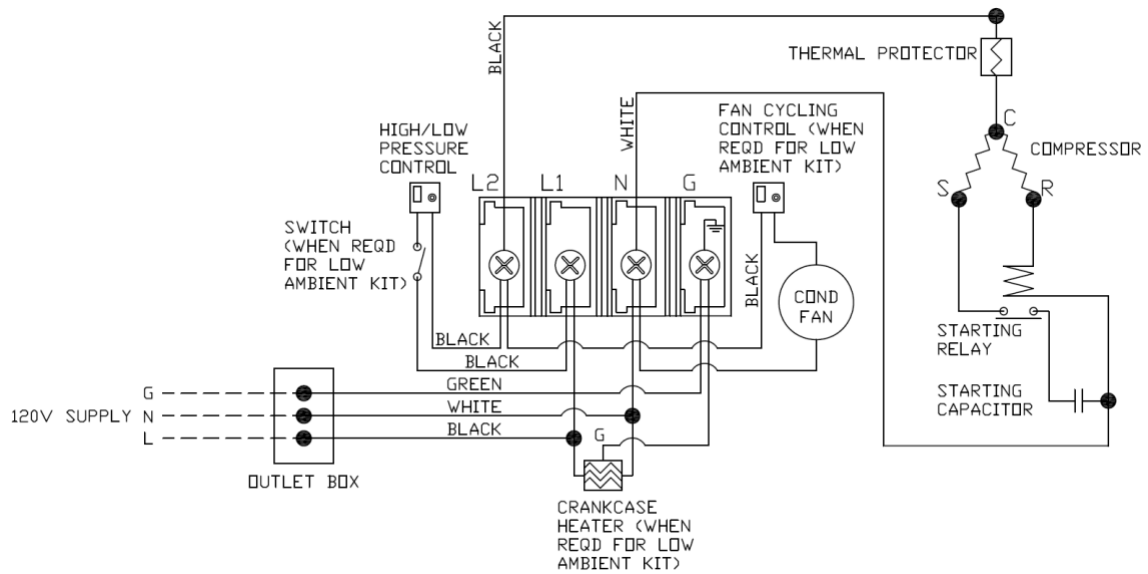 BLACK
THERMAL PROTECTOR
WHITE
FAN CYCLING
CONTROL (WHEN
REQD FOR LOW
AMBIENT KIT)
HIGH/LOW
PRESSURE
CONTROL
C
COMPRESSOR
S
R
L2
L1
N
G
SWITCH
(WHEN REQD
FOR LOW
AMBIENT KIT)
BLACK
COND
FAN
BLACK
BLACK
STARTING
RELAY
GREEN
WHITE
BLACK
G
120V SUPPLY N
L
STARTING
CAPACITOR
G
OUTLET BOX
CRANKCASE
HEATER (WHEN
REQD FOR LOW
AMBIENT KIT)